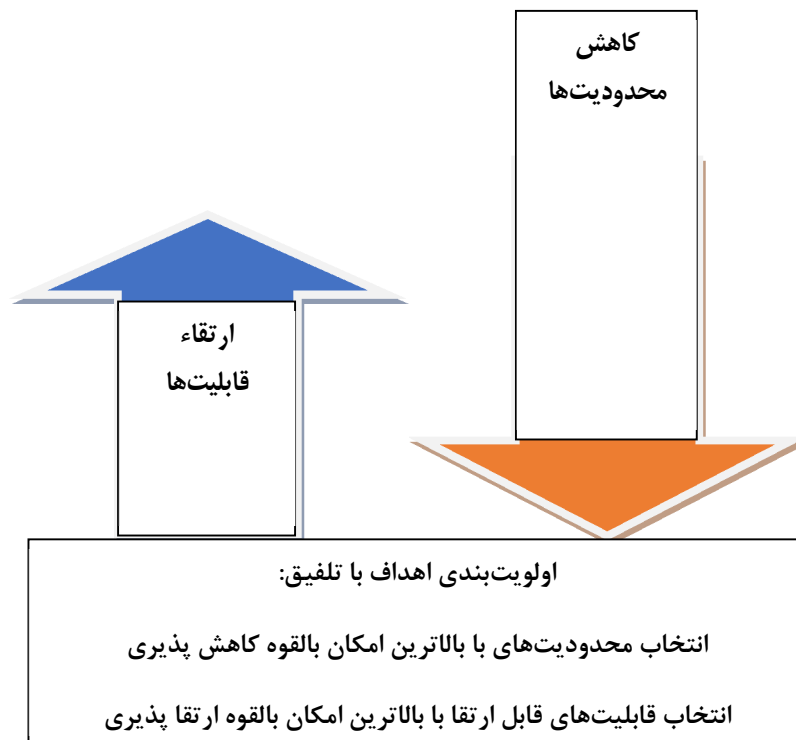 کاهش
محدودیت‌ها
ارتقاء
قابلیت‌ها
اولویت‌بندی اهداف با تلفیق:
انتخاب محدودیت‌های با بالاترین امکان بالقوه کاهش پذیری
انتخاب قابلیت‌های قابل ارتقا با بالاترین امکان بالقوه ارتقا پذیری